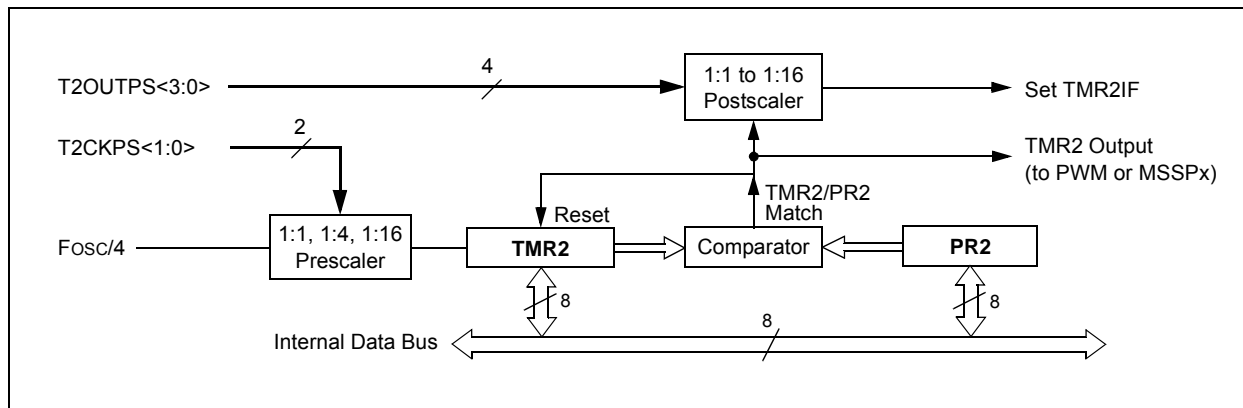 T2OUTPS<3:0>
4
1:1 to 1:16
Postscaler
Set TMR2IF
T2CKPS<1:0>
2
TMR2 Output
(to PWM or MSSPx)
TMR2/PR2
Match
Reset
FOSC/4
1:1, 1:4, 1:16
Prescaler
TMR2
Comparator
PR2
8
8
8
Internal Data Bus